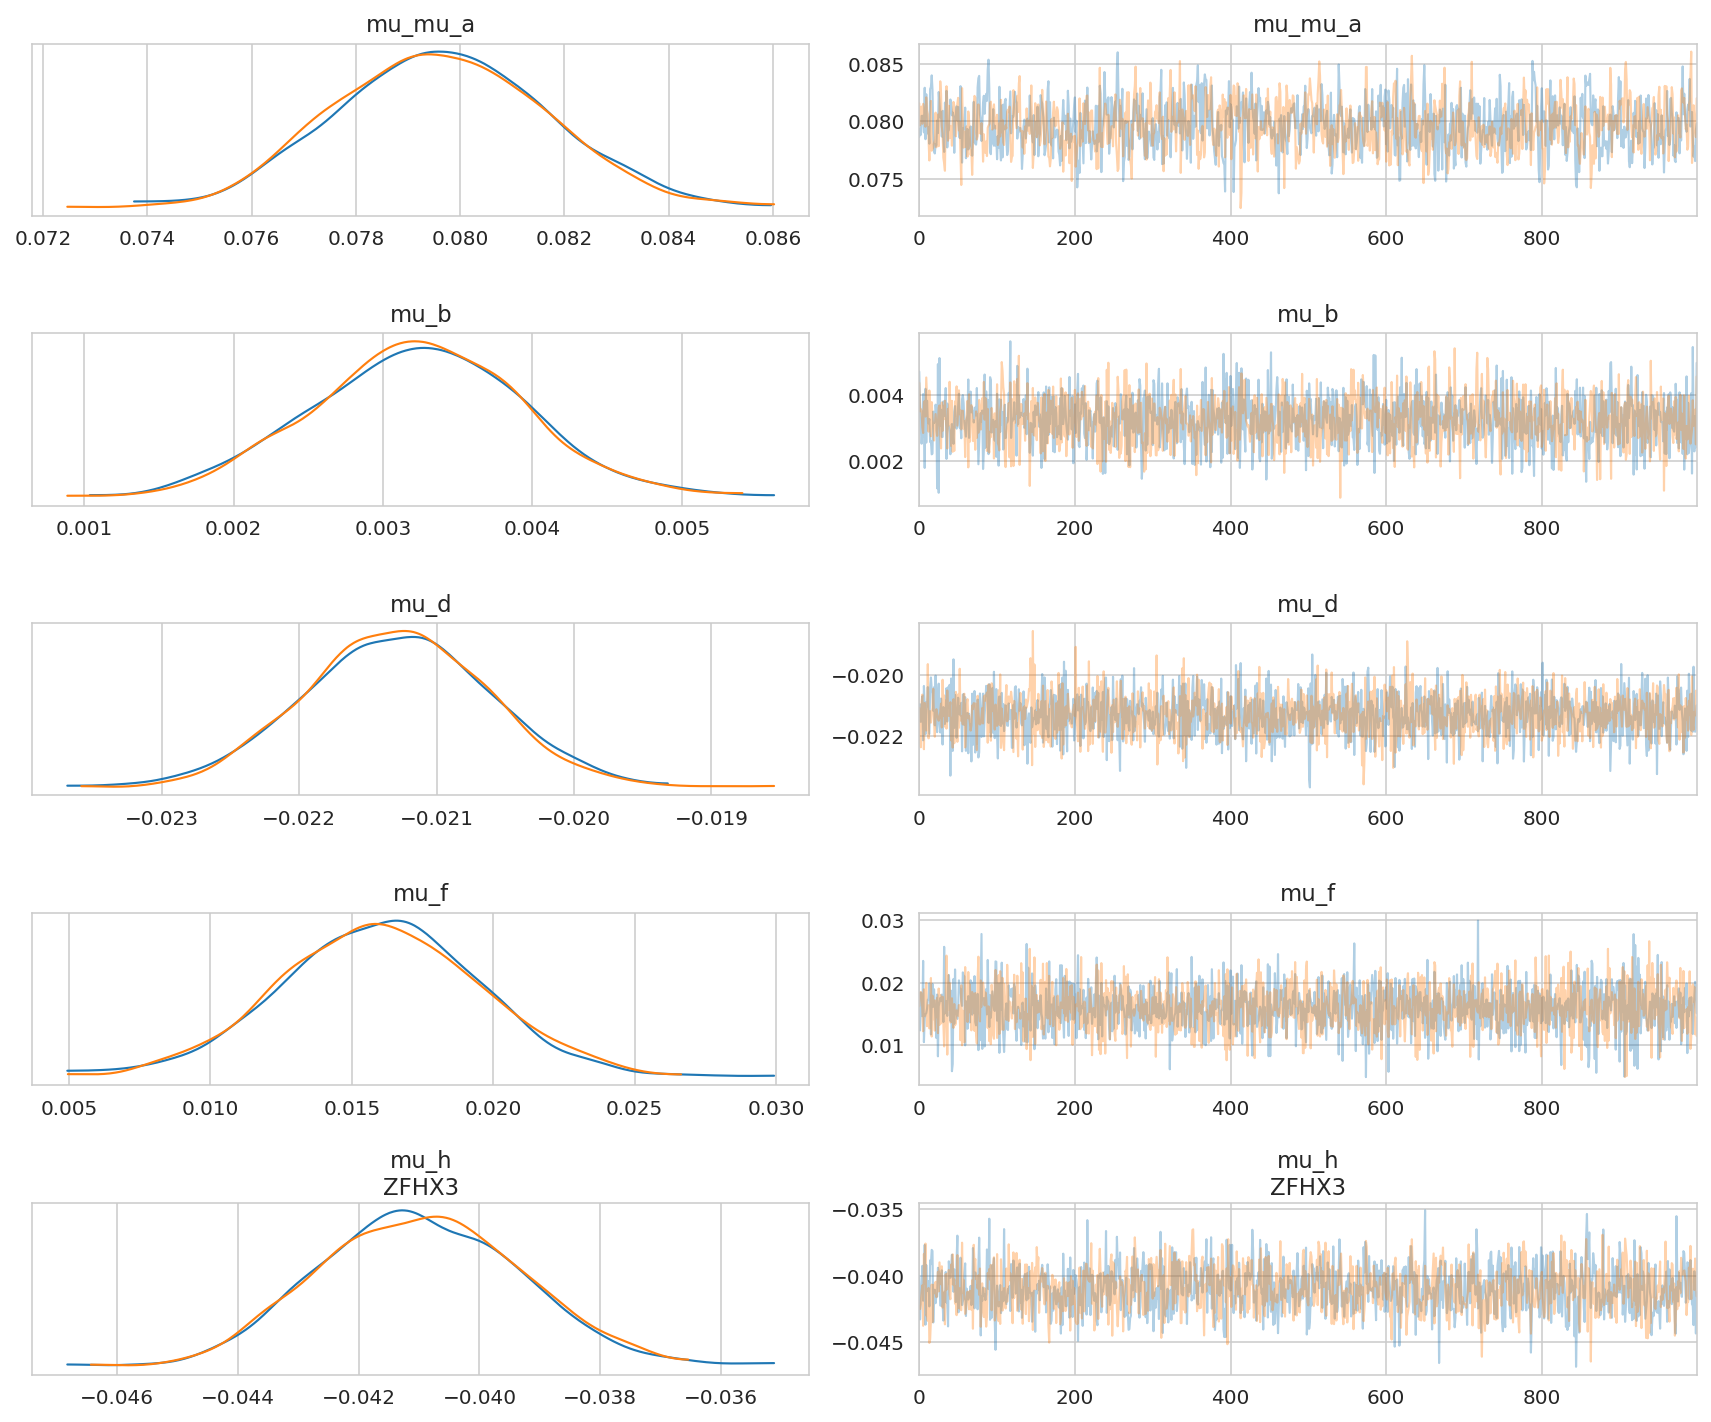 mu_mu_a
0.072 0.074 0.076 0.078 0.080 0.082 0.084 0.086
mu_mu_a
0.085
0.080
0.075
0 200 400 600 800
mu_b
0.001 0.002 0.003 0.004 0.005
mu_b
0.004
0.002
0 200 400 600 800
mu_d
−0.023 −0.022 −0.021 −0.020 −0.019
mu_d
−0.020
−0.022
0 200 400 600 800
mu_f
0.005 0.010 0.015 0.020 0.025 0.030
mu_f
0.03
0.02
0.01
0 200 400 600 800
mu_h
ZFHX3
−0.046 −0.044 −0.042 −0.040 −0.038 −0.036
mu_h
ZFHX3
−0.035
−0.040
−0.045
0 200 400 600 800